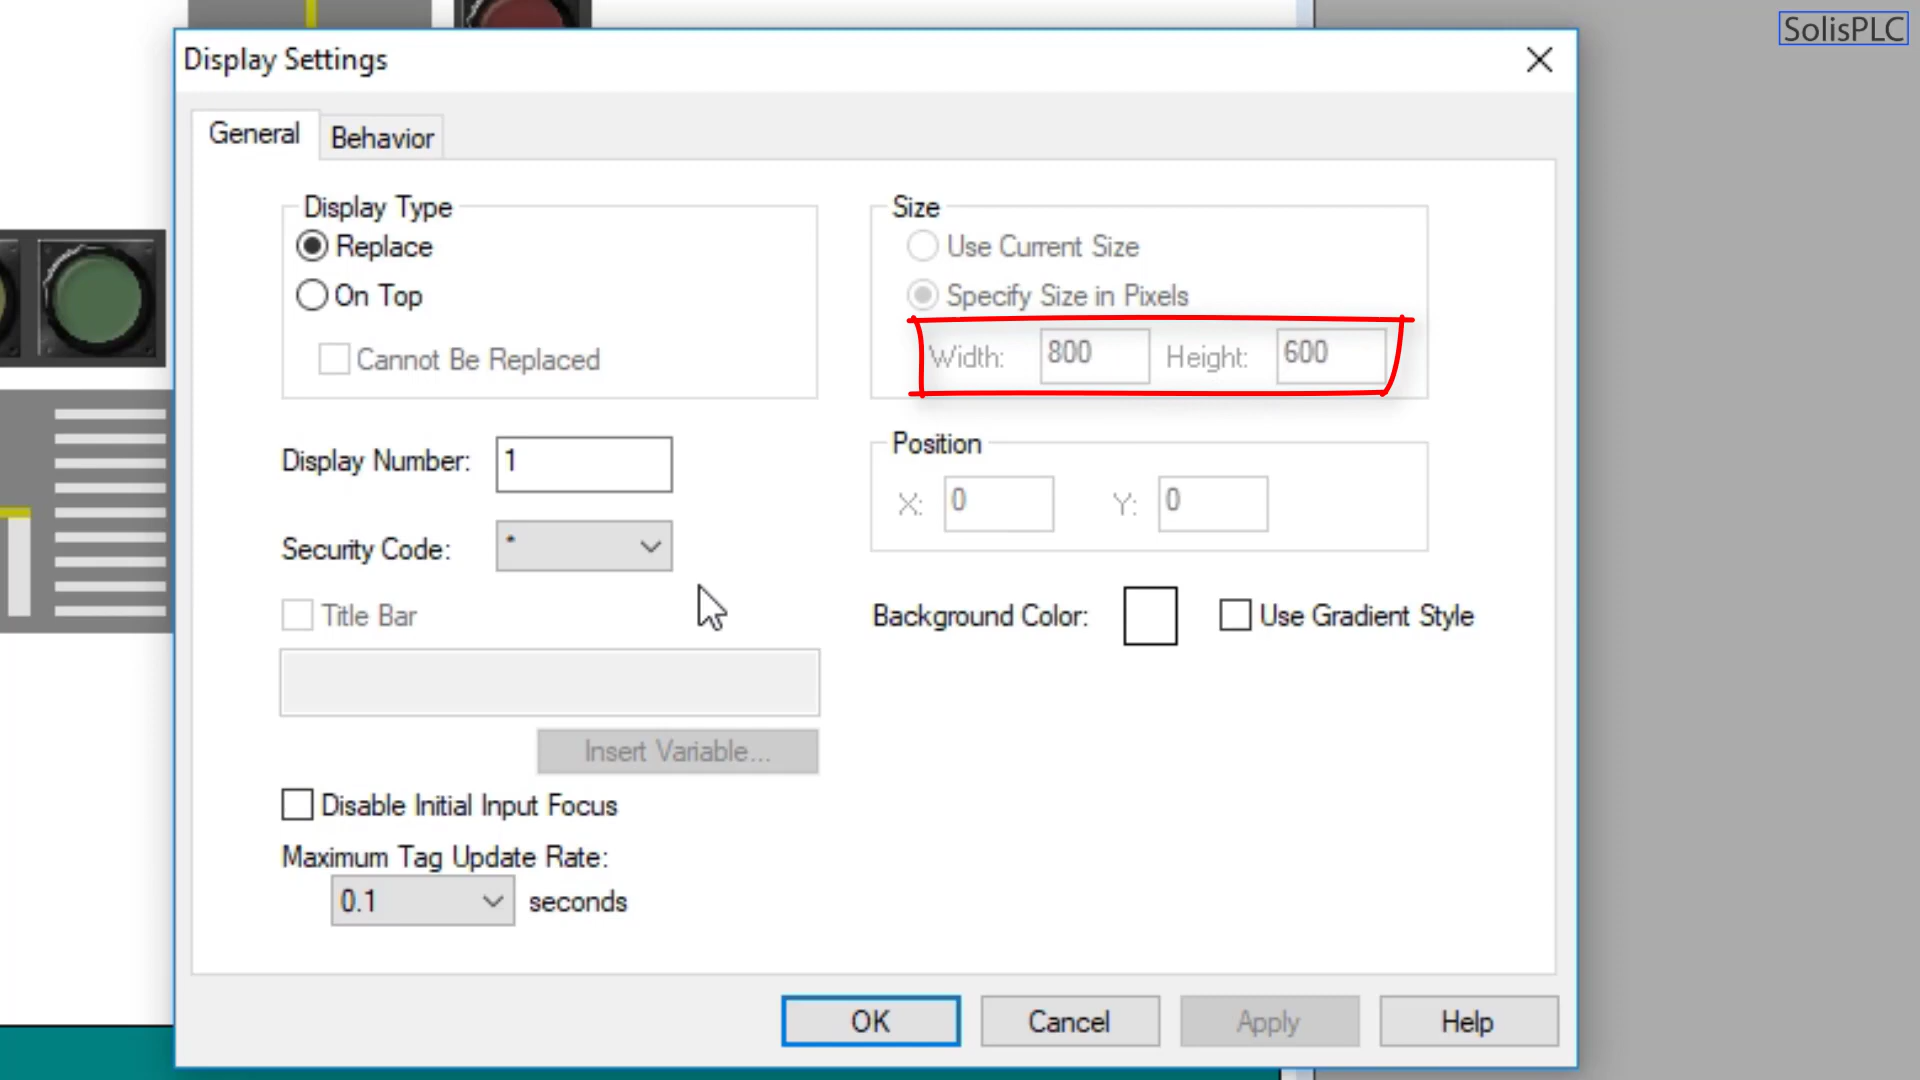 SolisPLC
Display Settings
General
Behavior
Display Type
Replace
On Top
Cannot Be Replaced
Size
Use Current Size
Specify Size in Pixels
Width: 800 Height: 600
Display Number: 1
Security Code: *
Position
X: 0 Y: 0
Title Bar
Background Color: Use Gradient Style
Insert Variable...
Disable Initial Input Focus
Maximum Tag Update Rate:
0.1 seconds
OK Cancel Apply Help